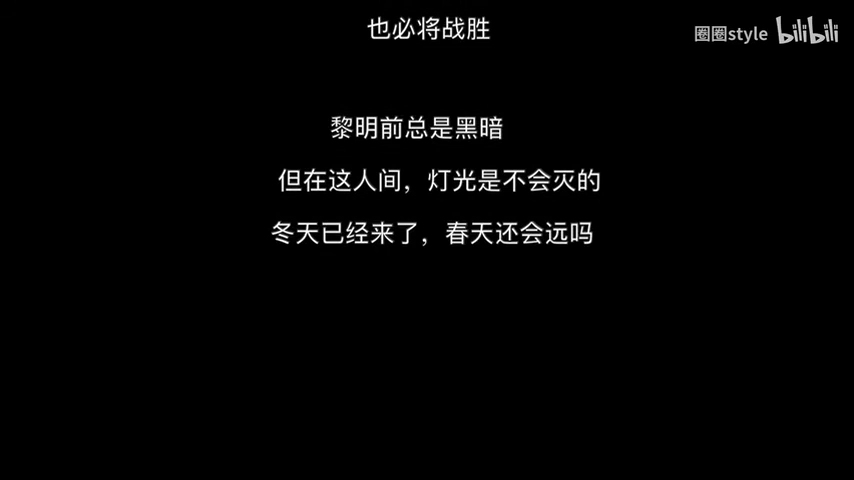 也必将战胜
圈圈style bilibili
黎明前总是黑暗
但在这人间，灯光是不会灭的
冬天已经来了，春天还会远吗